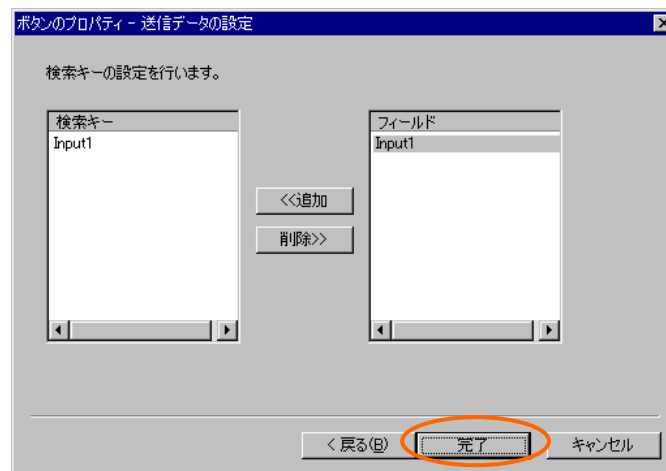 ボタンのプロパティ - 送信データの設定
検索キーの設定を行います。
検索キー
Input1
フィールド
Input1
<<追加
削除>>
< 戻る(B)
完了
キャンセル